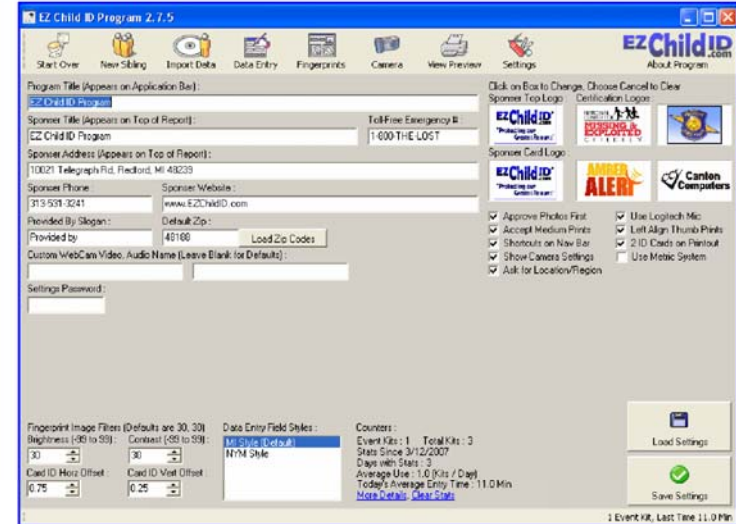 EZ Child ID Program 2.7.5
Start Over New Sibling Import Data Data Entry Fingerprints Camera View Preview Settings
EZ Child ID .com
About Program
Program Title (Appears on Application Bar) :
EZ Child ID Program
Sponsor Title (Appears on Top of Report) :
Toll-Free Emergency # :
EZ Child ID Program
1-800-THE-LOST
Sponsor Address (Appears on Top of Report) :
10021 Telegraph Rd, Redford, MI 48239
Sponsor Phone :
Sponsor Website :
313-531-3241
www.EZChildID.com
Provided By Slogan :
Default Zip :
Provided by
48188
Load Zip Codes
Custom WebCam Video, Audio Name (Leave Blank for Defaults) :
Settings Password :
Click on Box to Change, Choose Cancel to Clear
Sponsor Top Logo : Certification Logos :
EZ Child ID
MISSING &
EXPLOITED
CHILDREN
Sponsor Card Logo :
EZ Child ID
AMBER
ALERT
Canton
Computers
Approve Photos First
Accept Medium Prints
Shortcuts on Nav Bar
Show Camera Settings
Ask for Location/Region
Use Logitech Mic
Left Align Thumb Prints
2 ID Cards on Printout
Use Metric System
Fingerprint Image Filters (Defaults are 30, 30)
Brightness (-99 to 99) : Contrast (-99 to 99) :
30 30
Card ID Horz Offset : Card ID Vert Offset :
0.75 0.25
Data Entry Field Styles :
MI Style (Default)
NYM Style
Counters :
Event Kits : 1 Total Kits : 3
Stats Since 3/12/2007
Days with Stats : 3
Average Use : 1.0 (Kits / Day)
Today's Average Entry Time : 11.0 Min
More Details, Clear Stats
Load Settings
Save Settings
1 Event Kit, Last Time 11.0 Min